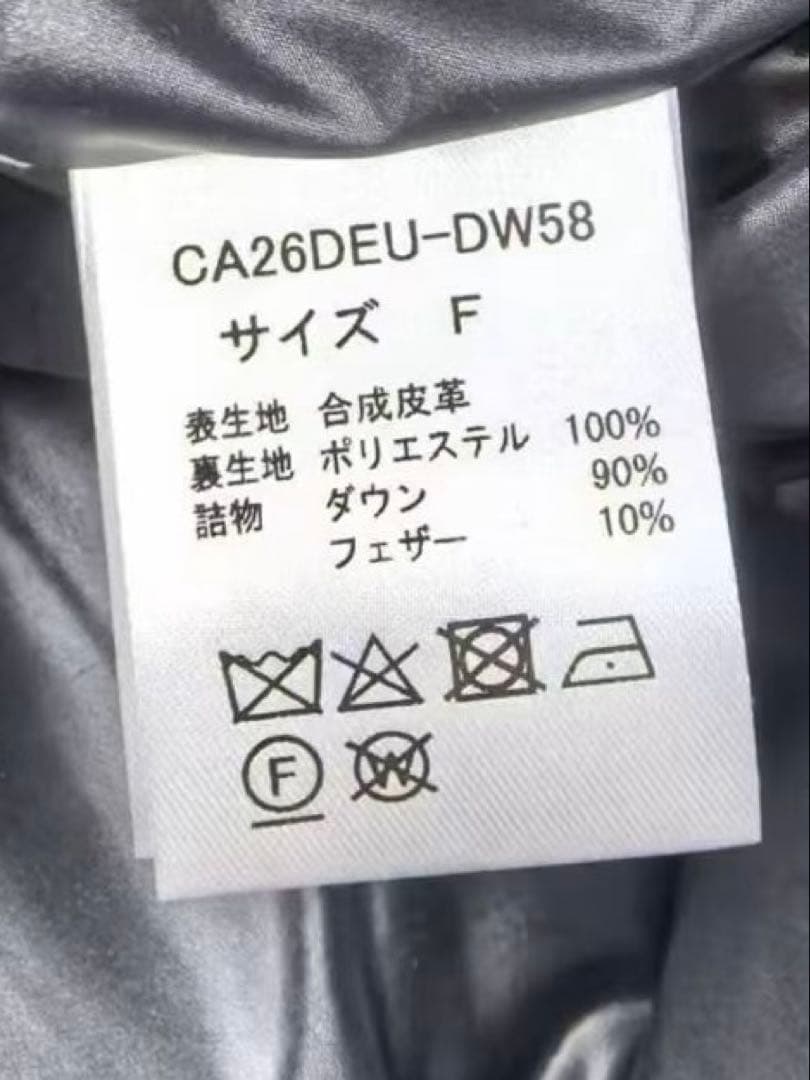 CA26DEU-DW58
サイズ F
表生地 合成皮革
裏生地 ポリエステル 100%
詰物 ダウン 90%
フェザー 10%
F W